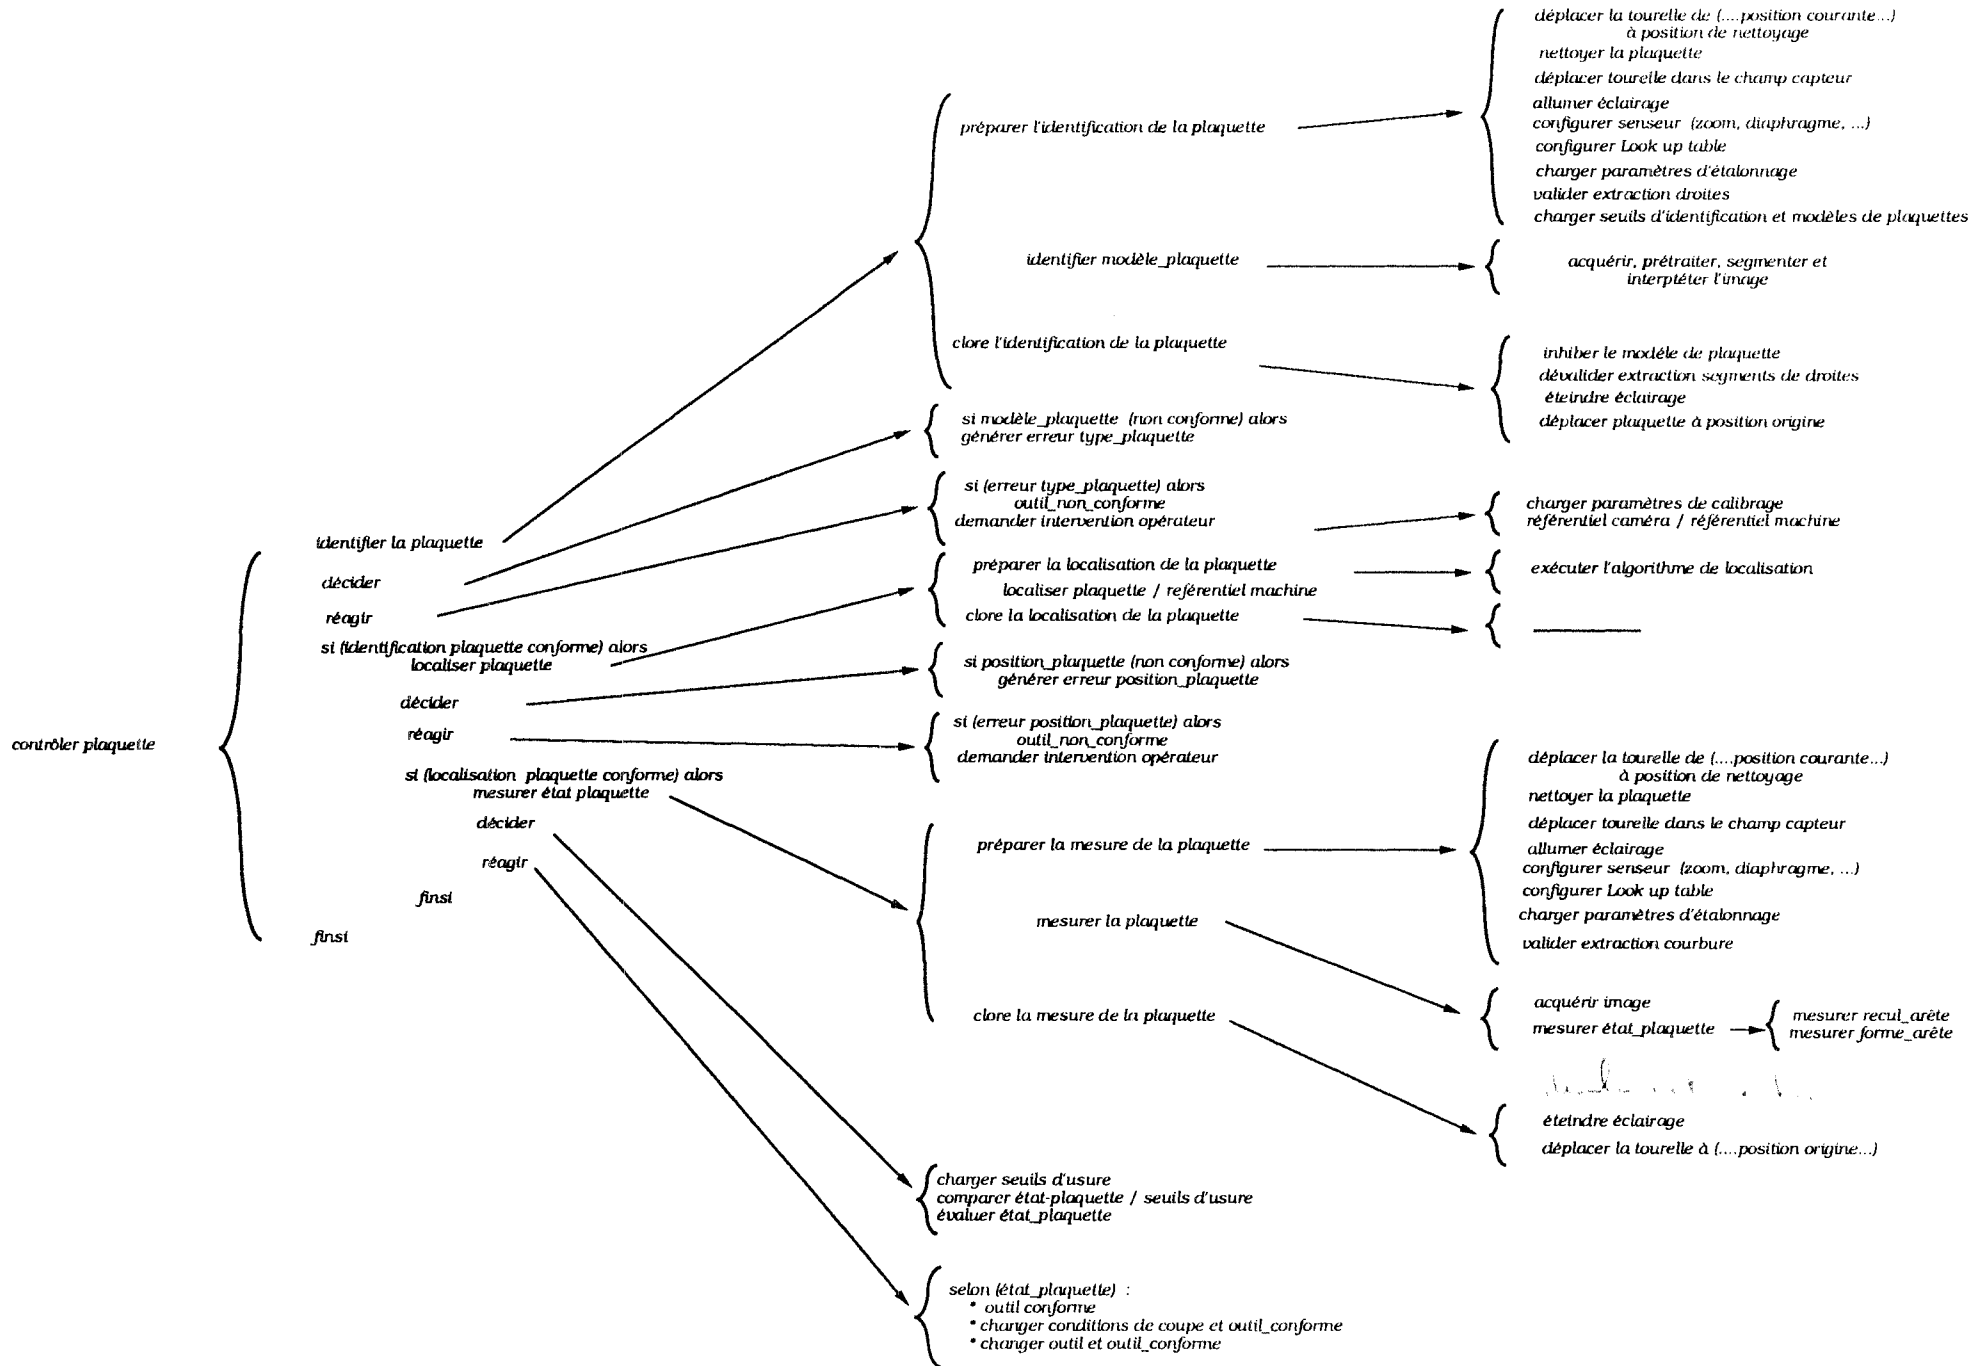 contrôler plaquette
identifier la plaquette
décider
réagir
si (identification plaquette conforme) alors
localiser plaquette
décider
réagir
si (localisation plaquette conforme) alors
mesurer état plaquette
décider
réagir
finsi
finsi
préparer l'identification de la plaquette
identifier modèle_plaquette
clore l'identification de la plaquette
si modèle_plaquette (non conforme) alors
générer erreur type_plaquette
si (erreur type_plaquette) alors
outil_non_conforme
demander intervention opérateur
préparer la localisation de la plaquette
localiser plaquette / reférentiel machine
clore la localisation de la plaquette
si position_plaquette (non conforme) alors
générer erreur position_plaquette
si (erreur position_plaquette) alors
outil_non_conforme
demander intervention opérateur
préparer la mesure de la plaquette
mesurer la plaquette
clore la mesure de la plaquette
charger seuils d'usure
comparer état-plaquette / seuils d'usure
évaluer état_plaquette
selon (état_plaquette) :
* outil conforme
* changer conditions de coupe et outil_conforme
* changer outil et outil_conforme
déplacer la tourelle de (....position courante...)
à position de nettoyage
nettoyer la plaquette
déplacer tourelle dans le champ capteur
allumer éclairage
configurer senseur (zoom, diaphragme, ...)
configurer Look up table
charger paramètres d'étalonnage
valider extraction droites
charger seuils d'identification et modèles de plaquettes
acquérir, prétraiter, segmenter et
interptéter l'image
inhiber le modéle de plaquette
dévalider extraction segments de droites
éteindre éclairage
déplacer plaquette à position origine
charger paramètres de calibrage
référentiel caméra / référentiel machine
exécuter l'algorithme de localisation
déplacer la tourelle de (....position courante...)
à position de nettoyage
nettoyer la plaquette
déplacer tourelle dans le champ capteur
allumer éclairage
configurer senseur (zoom, diaphragme, ...)
configurer Look up table
charger paramètres d'étalonnage
valider extraction courbure
acquérir image
mesurer état_plaquette
mesurer recul_arête
mesurer forme_arête
éteindre éclairage
déplacer la tourelle à (....position origine...)